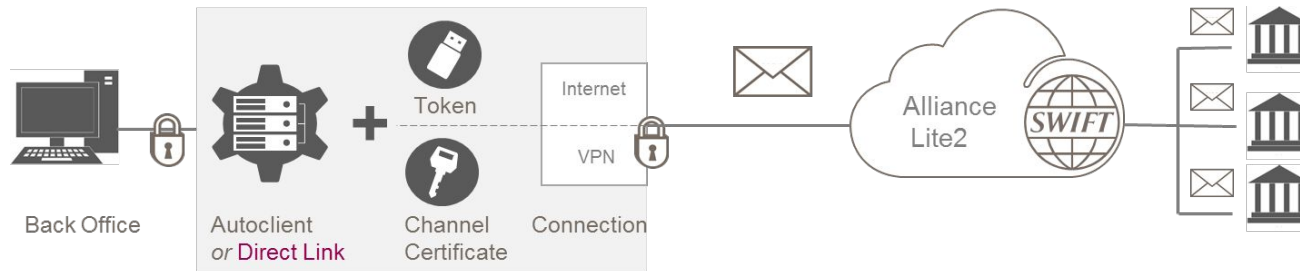 Back Office
Autoclient
or Direct Link
Token
Channel
Certificate
Internet
VPN
Connection
Alliance
Lite2
SWIFT